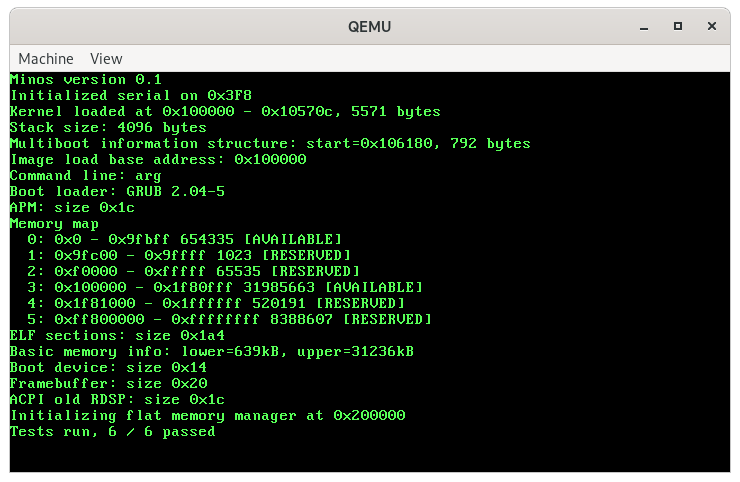 QEMU
Machine View
Minos version 0.1
Initialized serial on 0x3F8
Kernel loaded at 0x100000 - 0x10570c, 5571 bytes
Stack size: 4096 bytes
Multiboot information structure: start=0x106180, 792 bytes
Image load base address: 0x100000
Command line: arg
Boot loader: GRUB 2.04-5
APM: size 0x1c
Memory map
0: 0x0 - 0x9fbff 654335 [AVAILABLE]
1: 0x9fc00 - 0x9ffff 1023 [RESERVED]
2: 0xf0000 - 0xfffff 65535 [RESERVED]
3: 0x100000 - 0x1f80fff 31985663 [AVAILABLE]
4: 0x1f81000 - 0x1ffffff 520191 [RESERVED]
5: 0xff800000 - 0xffffffff 8388607 [RESERVED]
ELF sections: size 0x1a4
Basic memory info: lower=639kB, upper=31236kB
Boot device: size 0x14
Framebuffer: size 0x20
ACPI old RDSP: size 0x1c
Initializing flat memory manager at 0x200000
Tests run, 6 / 6 passed